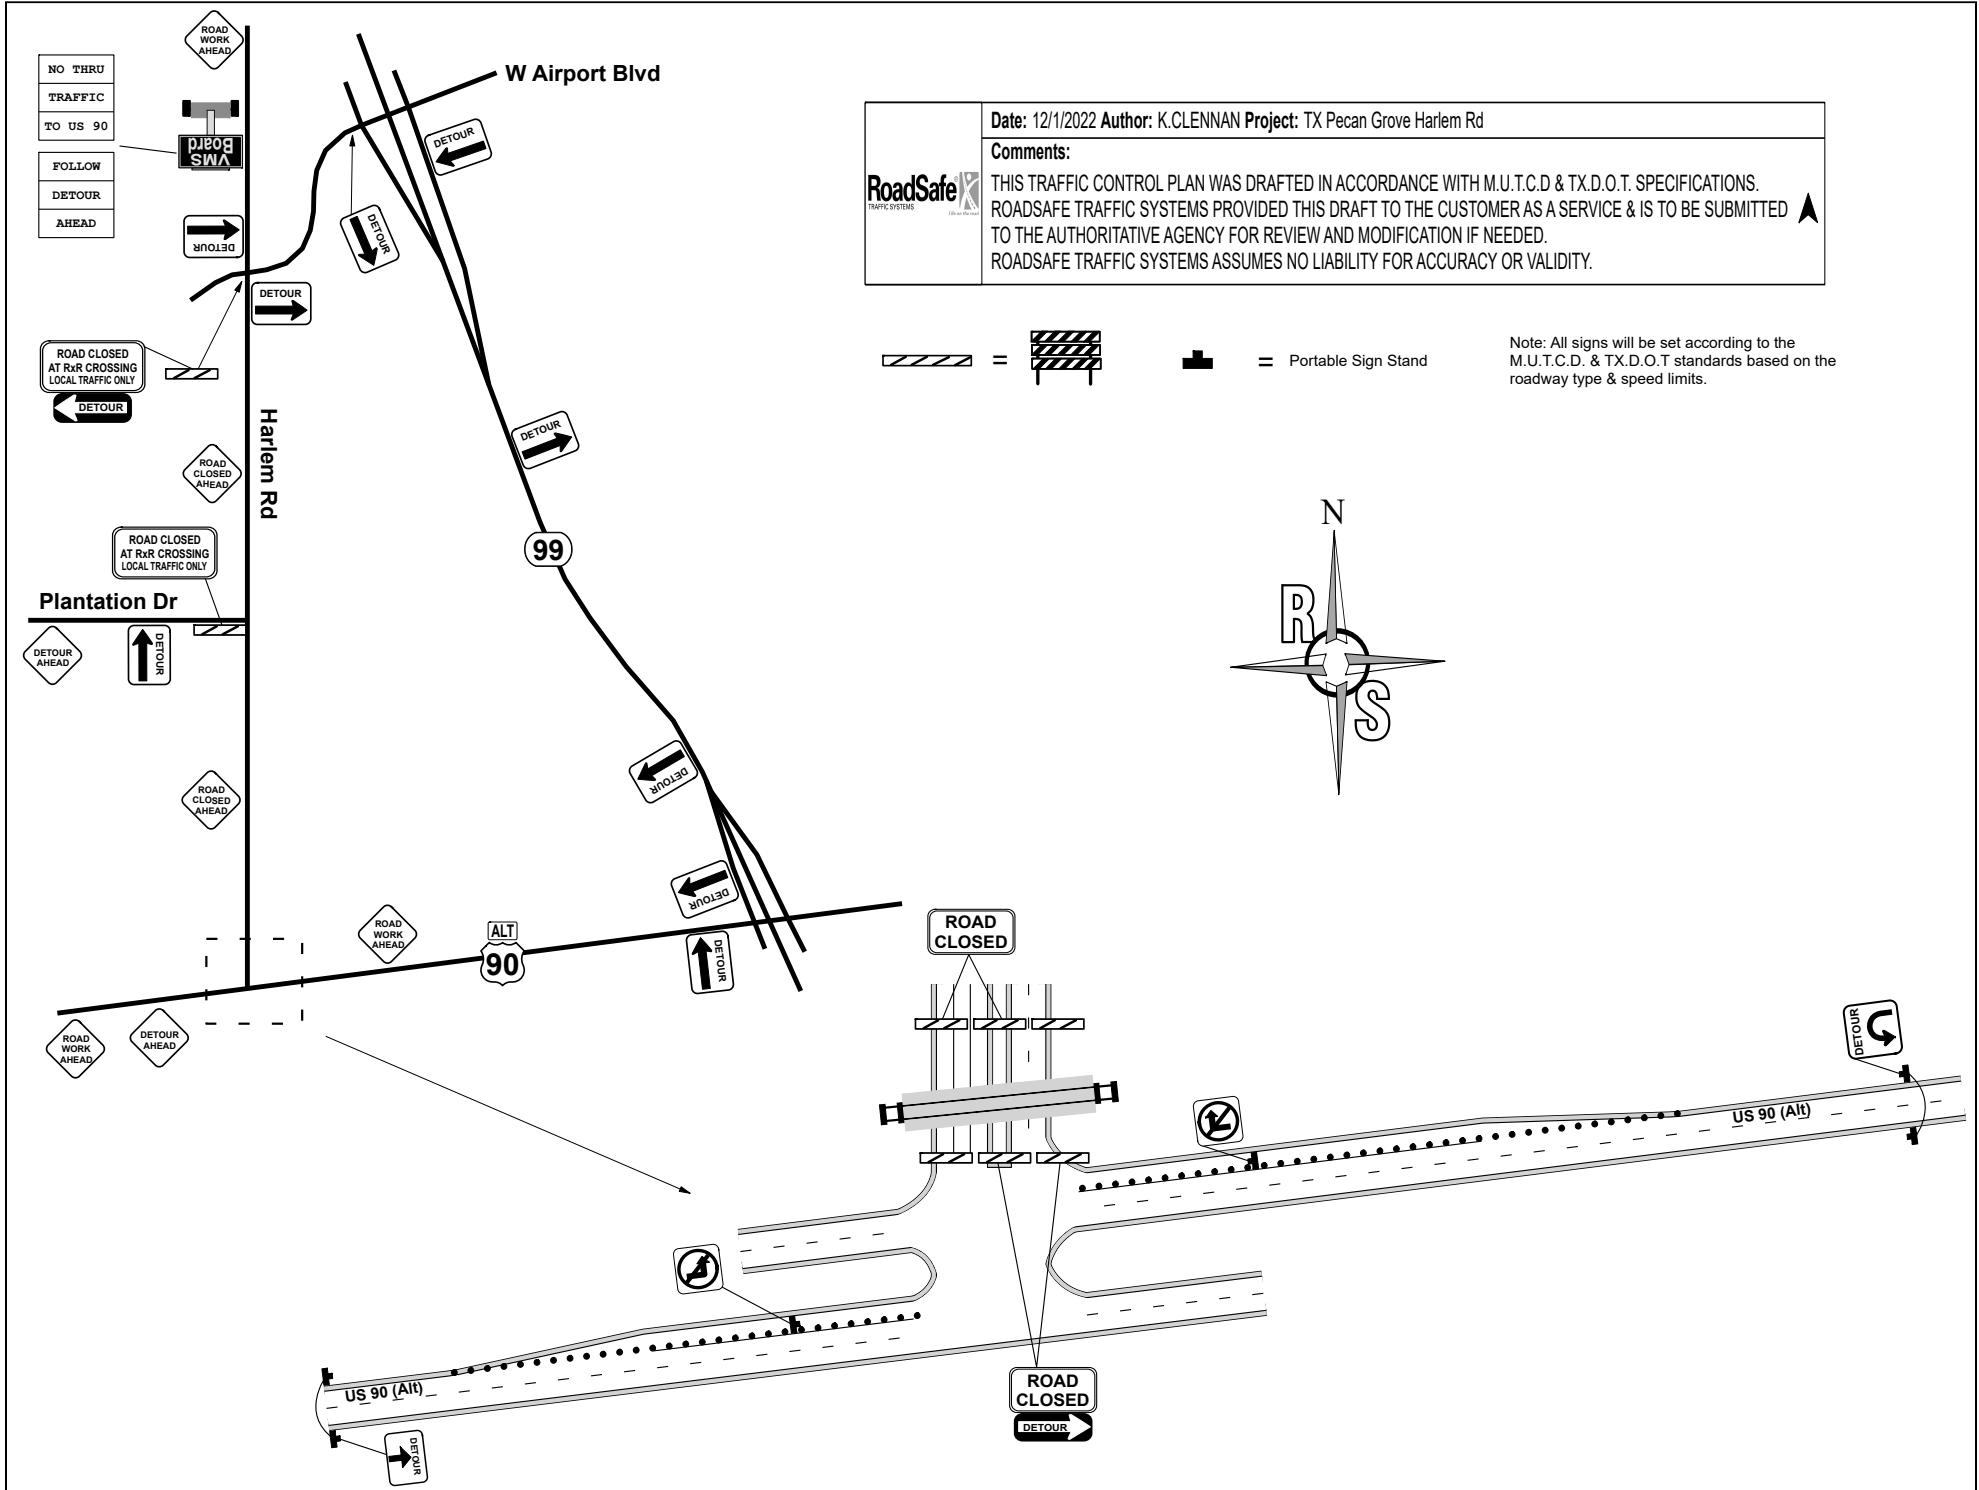 ROAD
WORK
AHEAD
NO THRU
TRAFFIC
TO US 90
FOLLOW
DETOUR
AHEAD
VMS
Board
DETOUR
DETOUR
W Airport Blvd
DETOUR
DETOUR
Date: 12/1/2022 Author: K.CLENNAN Project: TX Pecan Grove Harlem Rd
Comments:
THIS TRAFFIC CONTROL PLAN WAS DRAFTED IN ACCORDANCE WITH M.U.T.C.D & TX.D.O.T. SPECIFICATIONS.
ROADSAFE TRAFFIC SYSTEMS PROVIDED THIS DRAFT TO THE CUSTOMER AS A SERVICE & IS TO BE SUBMITTED
TO THE AUTHORITATIVE AGENCY FOR REVIEW AND MODIFICATION IF NEEDED.
ROADSAFE TRAFFIC SYSTEMS ASSUMES NO LIABILITY FOR ACCURACY OR VALIDITY.
RoadSafe
TRAFFIC SYSTEMS
= = Portable Sign Stand
Note: All signs will be set according to the
M.U.T.C.D. & TX.D.O.T standards based on the
roadway type & speed limits.
ROAD CLOSED
AT RxR CROSSING
LOCAL TRAFFIC ONLY
DETOUR
Harlem Rd
ROAD
CLOSED
AHEAD
DETOUR
99
ROAD CLOSED
AT RxR CROSSING
LOCAL TRAFFIC ONLY
Plantation Dr
DETOUR
AHEAD
DETOUR
N
R
S
ROAD
CLOSED
AHEAD
DETOUR
DETOUR
DETOUR
ROAD
WORK
AHEAD
ALT
90
ROAD
WORK
AHEAD
DETOUR
AHEAD
ROAD
CLOSED
DETOUR
US 90 (Alt)
US 90 (Alt)
DETOUR
ROAD
CLOSED
DETOUR